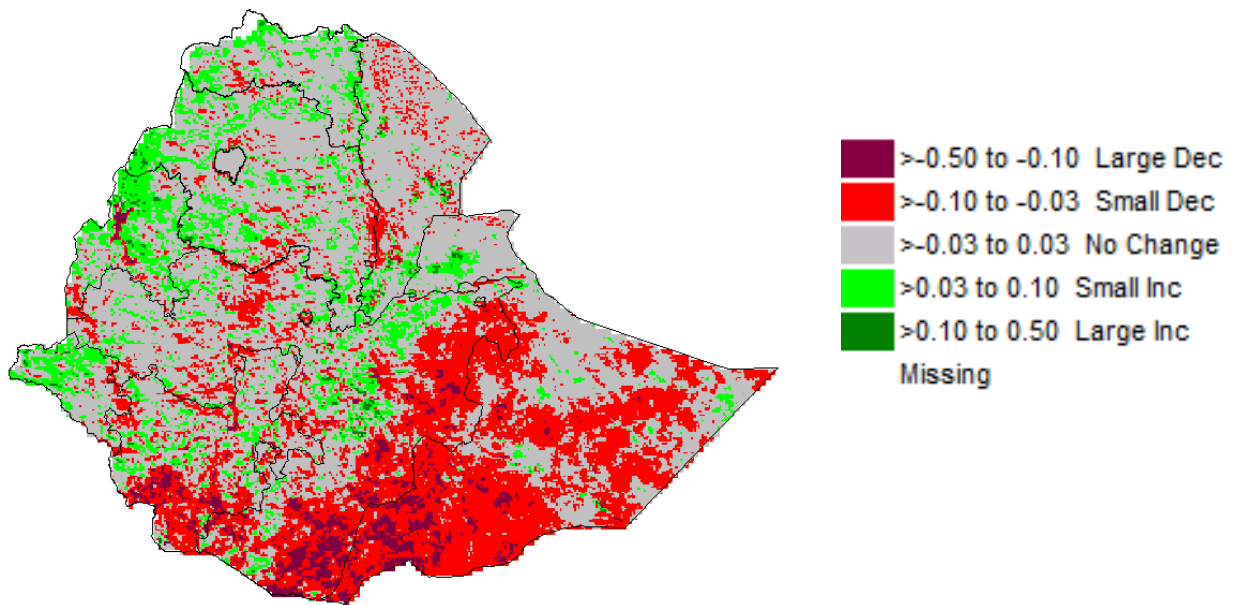 >-0.50 to -0.10 Large Dec
>-0.10 to -0.03 Small Dec
>-0.03 to 0.03 No Change
>0.03 to 0.10 Small Inc
>0.10 to 0.50 Large Inc
Missing